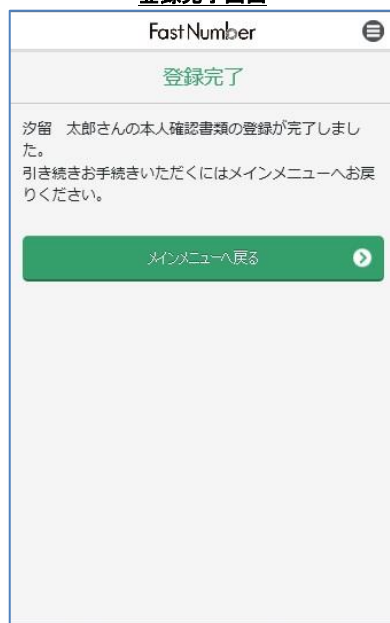 登録完了画面
Fast Number
登録完了
汐留　太郎さんの本人確認書類の登録が完了しまし
た。
引き続きお手続きいただくにはメインメニューへお戻
りください。
メインメニューへ戻る